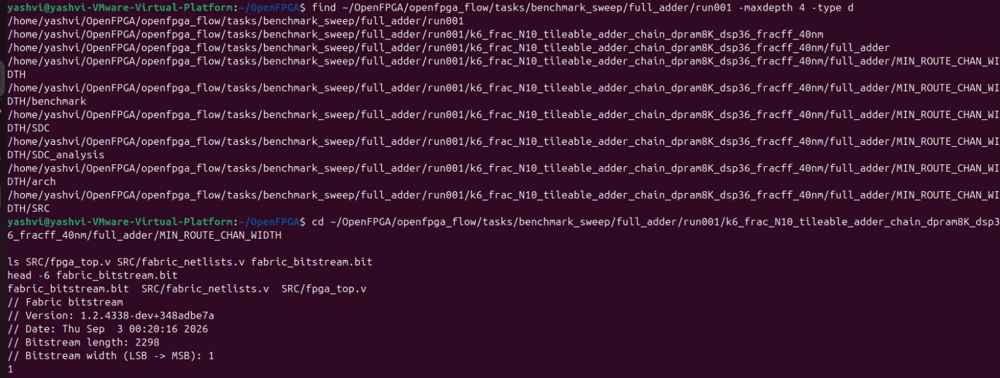 yashvi@yashvi-VMware-Virtual-Platform:~/OpenFPGA$ find ~/OpenFPGA/openfpga_flow/tasks/benchmark_sweep/full_adder/run001 -maxdepth 4 -type d
/home/yashvi/OpenFPGA/openfpga_flow/tasks/benchmark_sweep/full_adder/run001
/home/yashvi/OpenFPGA/openfpga_flow/tasks/benchmark_sweep/full_adder/run001/k6_frac_N10_tileable_adder_chain_dpram8K_dsp36_fracff_40nm
/home/yashvi/OpenFPGA/openfpga_flow/tasks/benchmark_sweep/full_adder/run001/k6_frac_N10_tileable_adder_chain_dpram8K_dsp36_fracff_40nm/full_adder
/home/yashvi/OpenFPGA/openfpga_flow/tasks/benchmark_sweep/full_adder/run001/k6_frac_N10_tileable_adder_chain_dpram8K_dsp36_fracff_40nm/full_adder/MIN_ROUTE_CHAN_WI
DTH
/home/yashvi/OpenFPGA/openfpga_flow/tasks/benchmark_sweep/full_adder/run001/k6_frac_N10_tileable_adder_chain_dpram8K_dsp36_fracff_40nm/full_adder/MIN_ROUTE_CHAN_WI
DTH/benchmark
/home/yashvi/OpenFPGA/openfpga_flow/tasks/benchmark_sweep/full_adder/run001/k6_frac_N10_tileable_adder_chain_dpram8K_dsp36_fracff_40nm/full_adder/MIN_ROUTE_CHAN_WI
DTH/SDC
/home/yashvi/OpenFPGA/openfpga_flow/tasks/benchmark_sweep/full_adder/run001/k6_frac_N10_tileable_adder_chain_dpram8K_dsp36_fracff_40nm/full_adder/MIN_ROUTE_CHAN_WI
DTH/SDC_analysis
/home/yashvi/OpenFPGA/openfpga_flow/tasks/benchmark_sweep/full_adder/run001/k6_frac_N10_tileable_adder_chain_dpram8K_dsp36_fracff_40nm/full_adder/MIN_ROUTE_CHAN_WI
DTH/arch
/home/yashvi/OpenFPGA/openfpga_flow/tasks/benchmark_sweep/full_adder/run001/k6_frac_N10_tileable_adder_chain_dpram8K_dsp36_fracff_40nm/full_adder/MIN_ROUTE_CHAN_WI
DTH/SRC
yashvi@yashvi-VMware-Virtual-Platform:~/OpenFPGA$ cd ~/OpenFPGA/openfpga_flow/tasks/benchmark_sweep/full_adder/run001/k6_frac_N10_tileable_adder_chain_dpram8K_dsp3
6_fracff_40nm/full_adder/MIN_ROUTE_CHAN_WIDTH
ls SRC/fpga_top.v SRC/fabric_netlists.v fabric_bitstream.bit
head -6 fabric_bitstream.bit
fabric_bitstream.bit  SRC/fabric_netlists.v  SRC/fpga_top.v
// Fabric bitstream
// Version: 1.2.4338-dev+348adbe7a
// Date: Thu Sep  3 00:20:16 2026
// Bitstream length: 2298
// Bitstream width (LSB -> MSB): 1
1